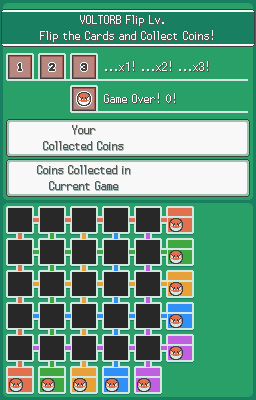 VOLTORB Flip Lv.
Flip the Cards and Collect Coins!
1 2 3 ...x1! ...x2! ...x3!
Game Over! 0!
Your
Collected Coins
Coins Collected in
Current Game